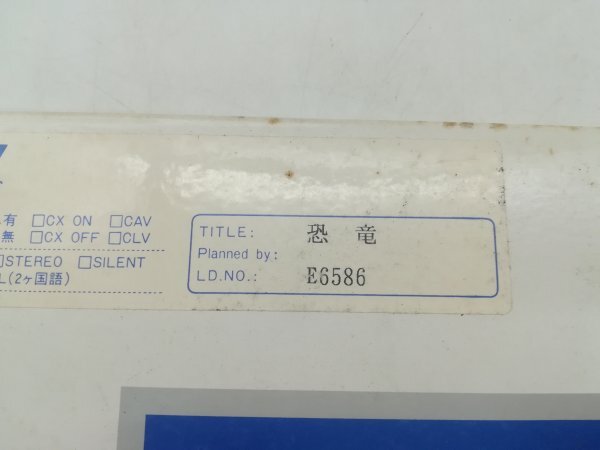 有 □CX ON □CAV
無 □CX OFF □CLV
□STEREO □SILENT
L(2ヶ国語)
TITLE: 恐 竜
Planned by:
LD.NO.: E6586